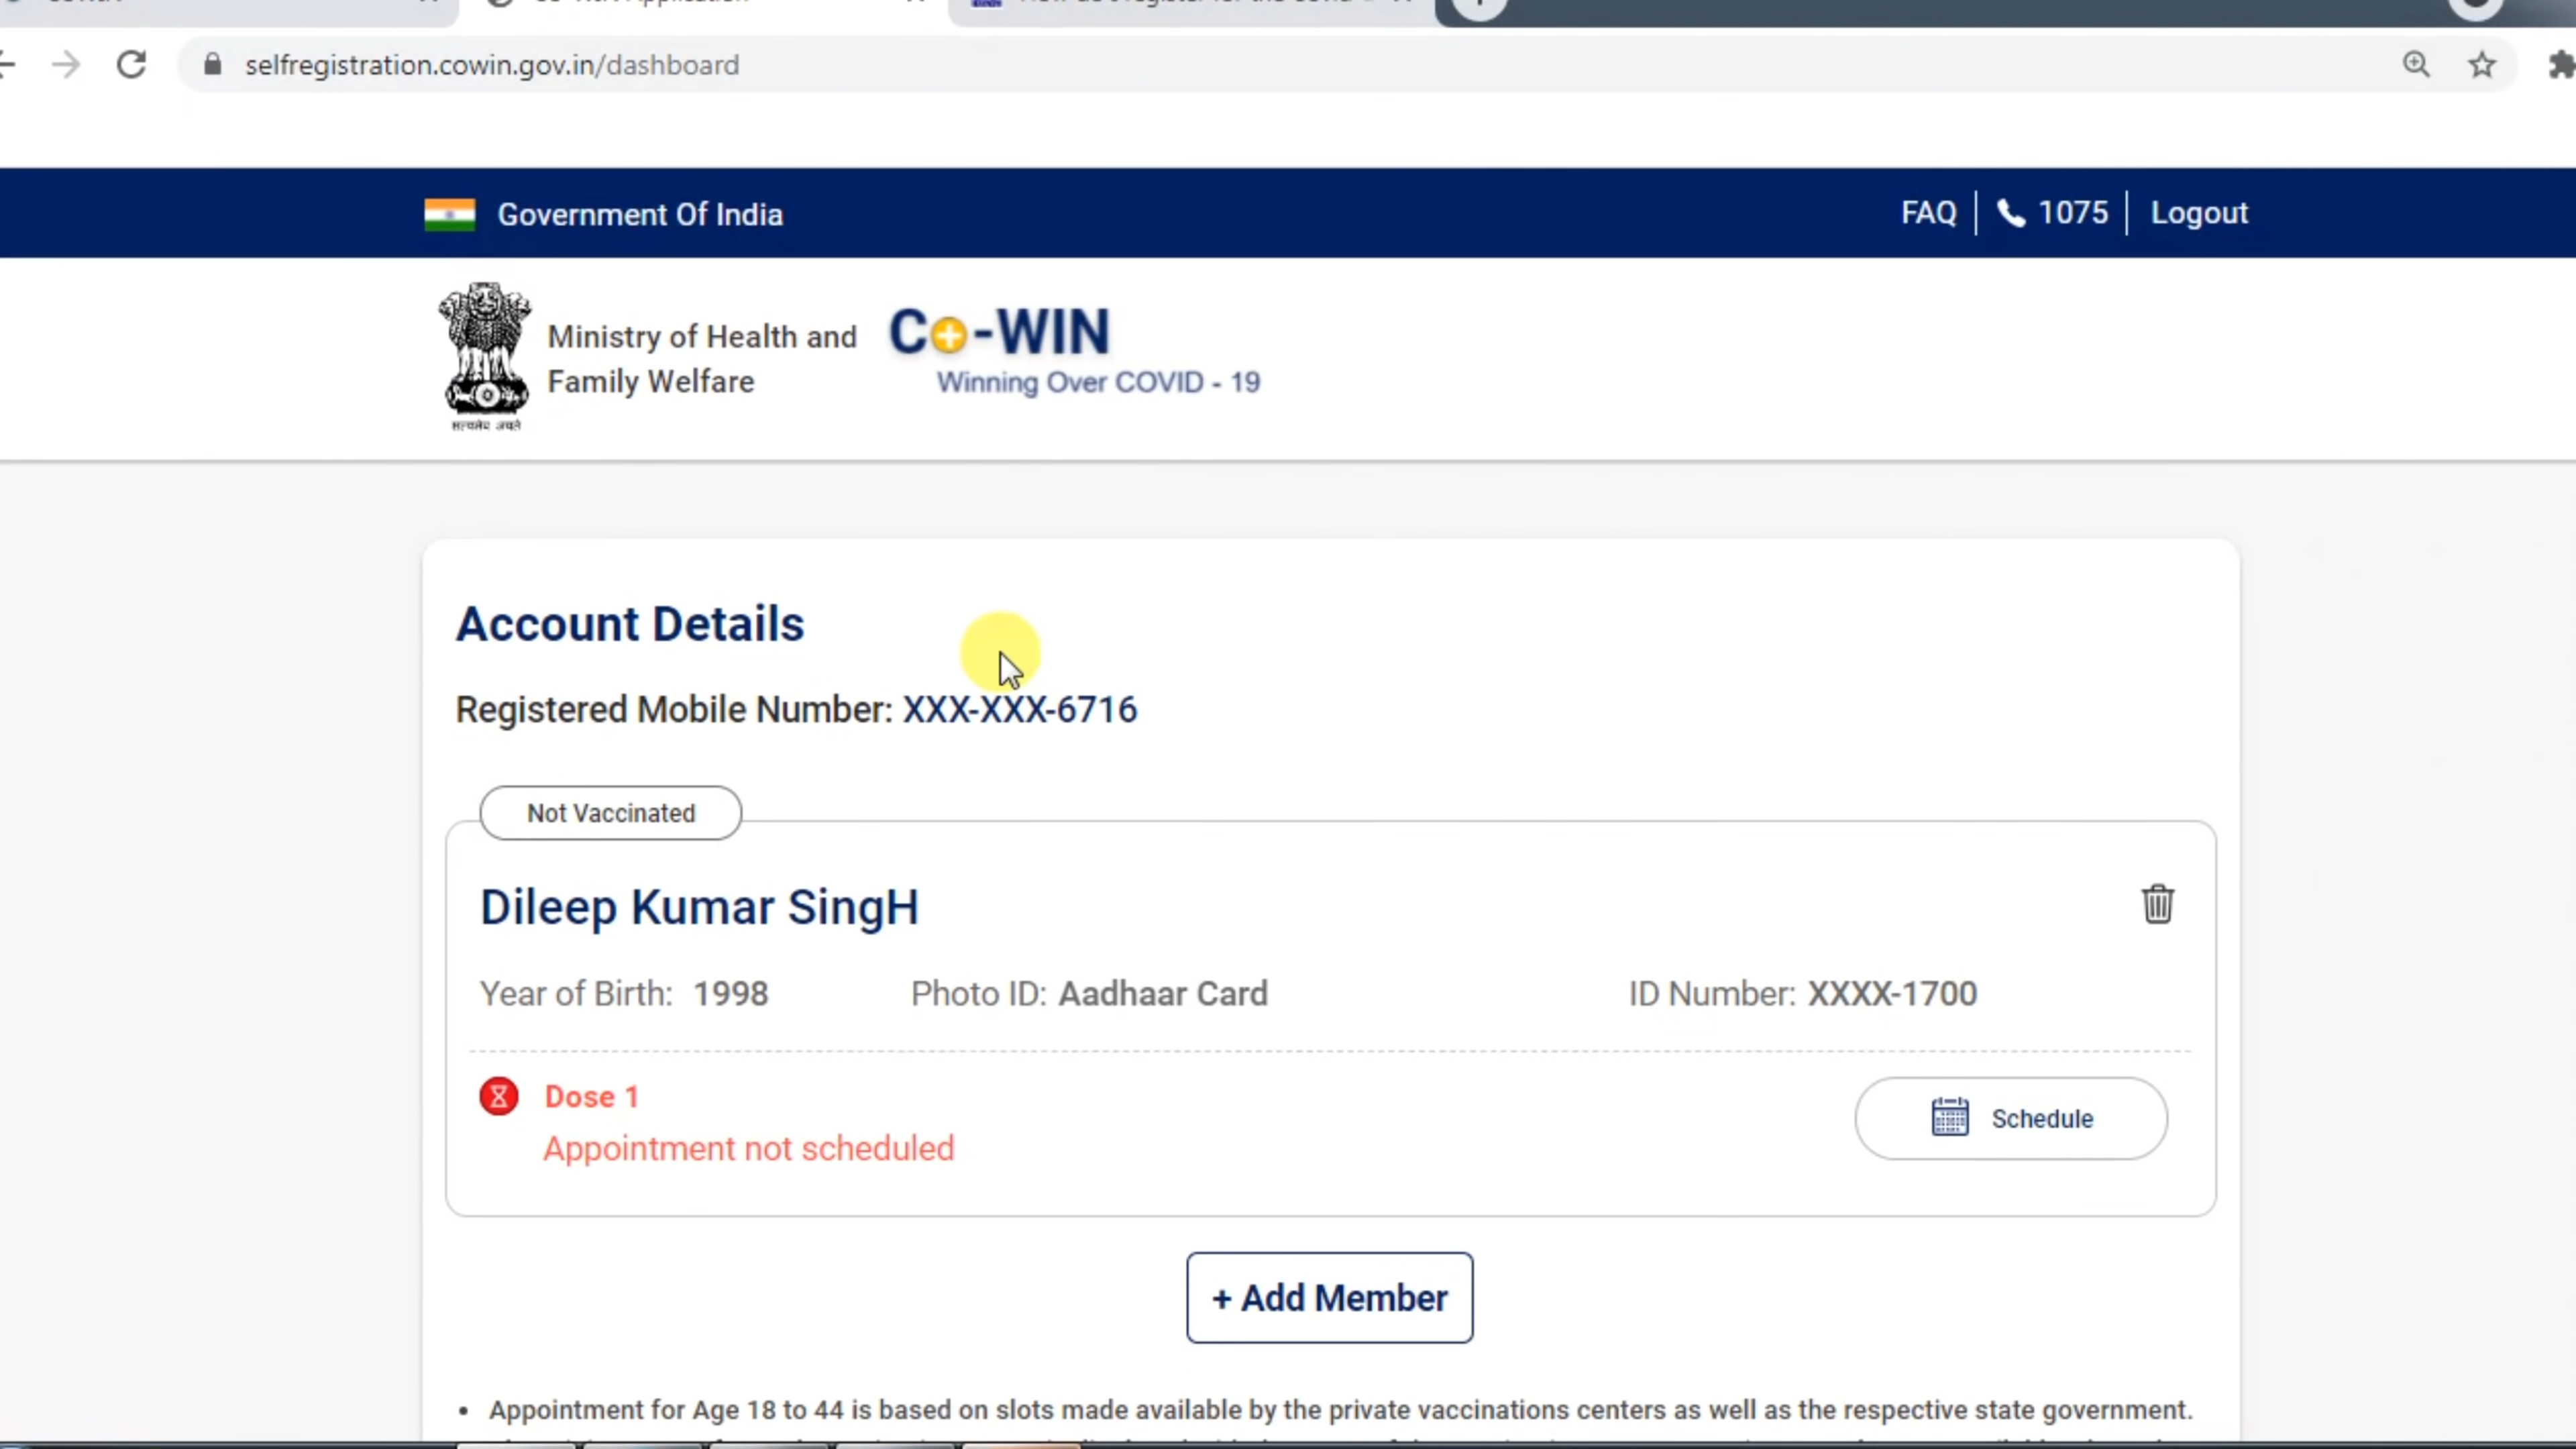 selfregistration.cowin.gov.in/dashboard
Government Of India
FAQ
1075
Logout
Ministry of Health and
Family Welfare
Co-WIN
Winning Over COVID - 19
सत्यमेव जयते
Account Details
Registered Mobile Number: XXX-XXX-6716
Not Vaccinated
Dileep Kumar SingH
Year of Birth: 1998
Photo ID: Aadhaar Card
ID Number: XXXX-1700
Dose 1
Appointment not scheduled
Schedule
+ Add Member
• Appointment for Age 18 to 44 is based on slots made available by the private vaccinations centers as well as the respective state government.